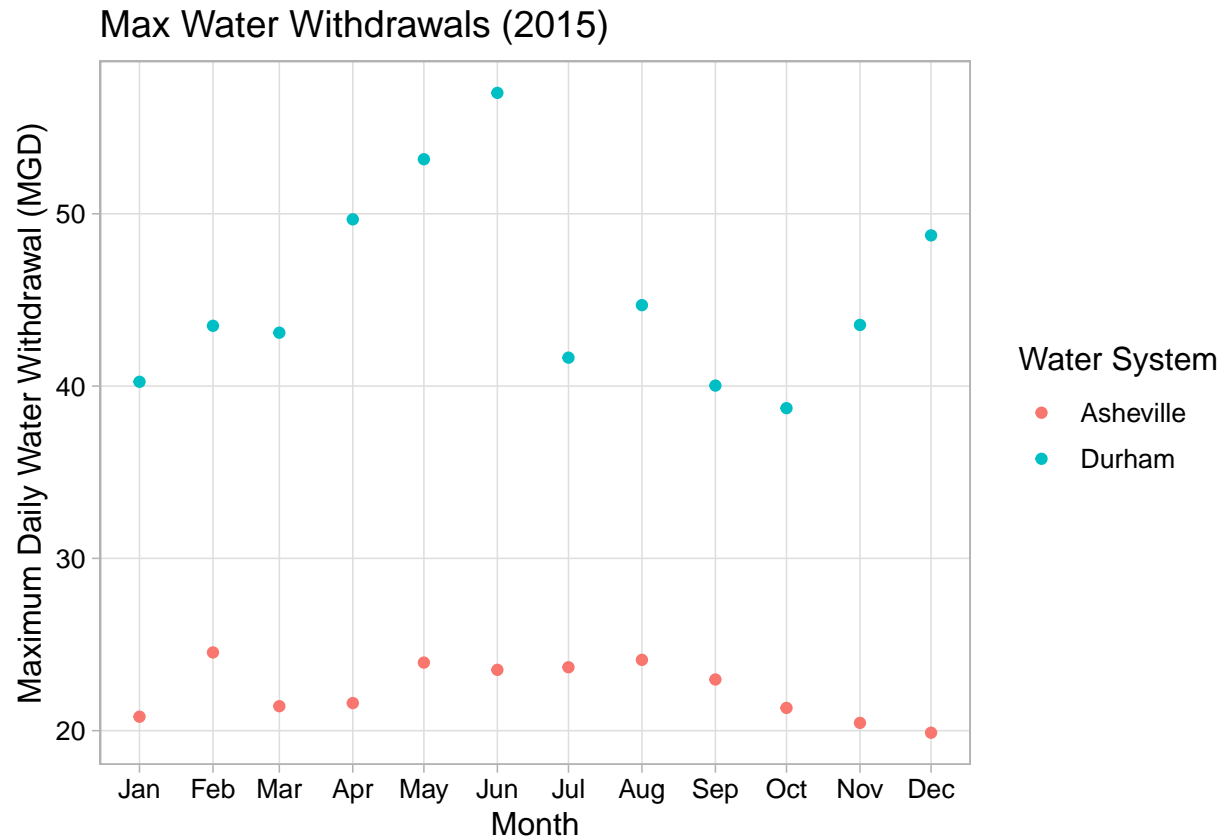 Max Water Withdrawals (2015)
Maximum Daily Water Withdrawal (MGD)
50
40
30
20
Jan Feb Mar Apr May Jun Jul Aug Sep Oct Nov Dec
Month
Water System
Asheville
Durham